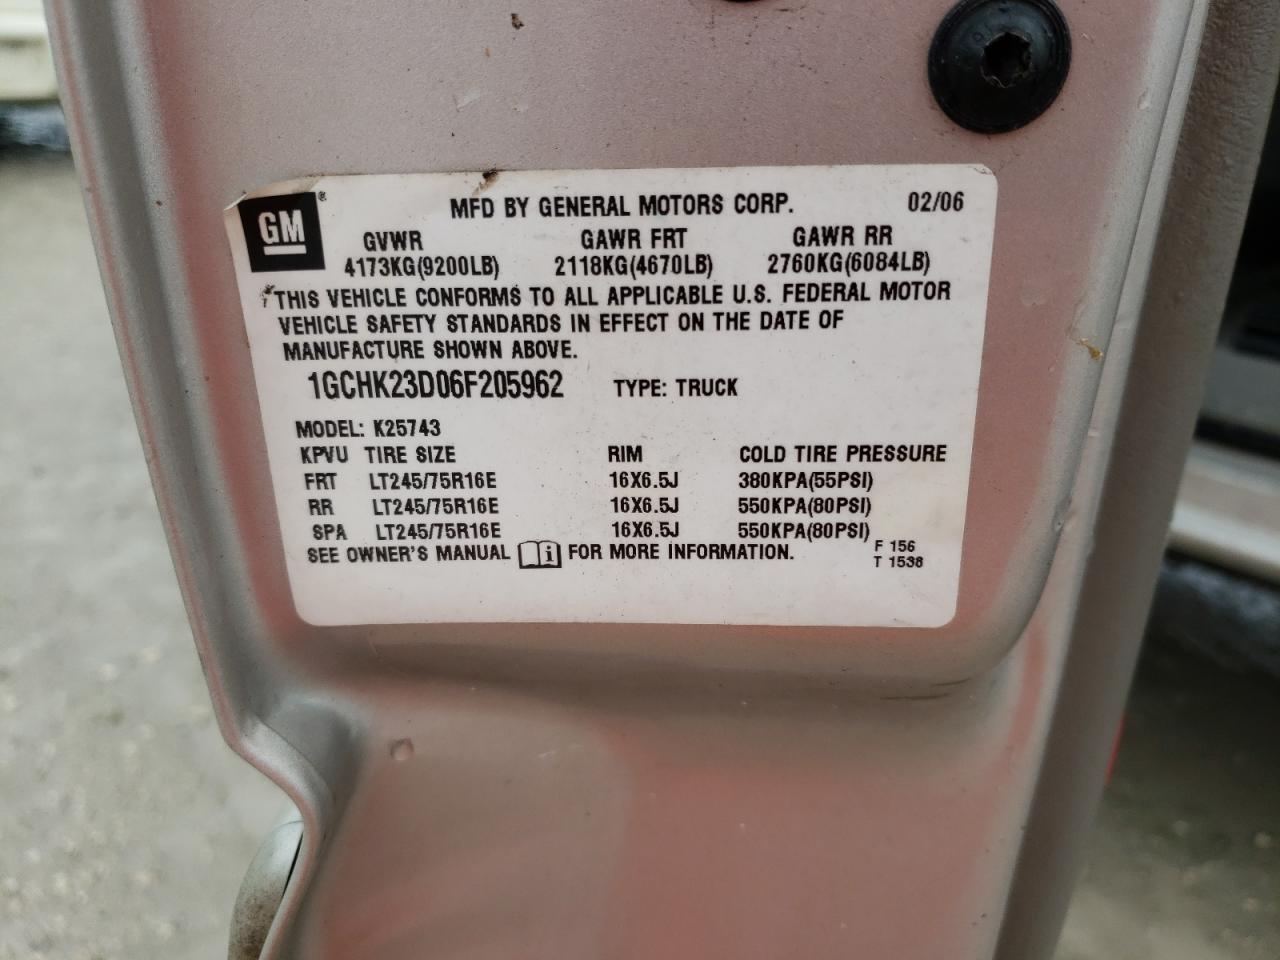 GM® MFD BY GENERAL MOTORS CORP. 02/06
GVWR GAWR FRT GAWR RR
4173KG(9200LB) 2118KG(4670LB) 2760KG(6084LB)
THIS VEHICLE CONFORMS TO ALL APPLICABLE U.S. FEDERAL MOTOR
VEHICLE SAFETY STANDARDS IN EFFECT ON THE DATE OF
MANUFACTURE SHOWN ABOVE.
1GCHK23D06F205962 TYPE: TRUCK
MODEL: K25743
KPVU TIRE SIZE RIM COLD TIRE PRESSURE
FRT LT245/75R16E 16X6.5J 380KPA(55PSI)
RR LT245/75R16E 16X6.5J 550KPA(80PSI)
SPA LT245/75R16E 16X6.5J 550KPA(80PSI)
SEE OWNER'S MANUAL i FOR MORE INFORMATION. F 156
T 1538